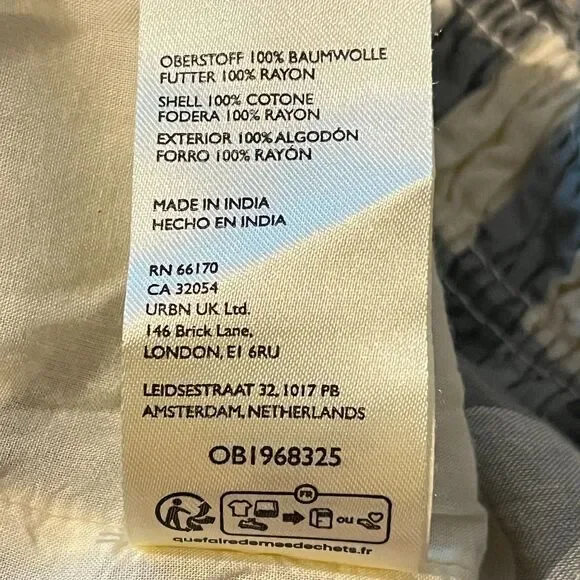 OBERSTOFF 100% BAUMWOLLE
FUTTER 100% RAYON
SHELL 100% COTONE
FODERA 100% RAYON
EXTERIOR 100% ALGODÓN
FORRO 100% RAYÓN
MADE IN INDIA
HECHO EN INDIA
RN 66170
CA 32054
URBN UK Ltd.
146 Brick Lane,
LONDON, E1 6RU
LEIDSESTRAAT 32, 1017 PB
AMSTERDAM, NETHERLANDS
OB1968325
FR
ou
quefairedemesdechets.fr